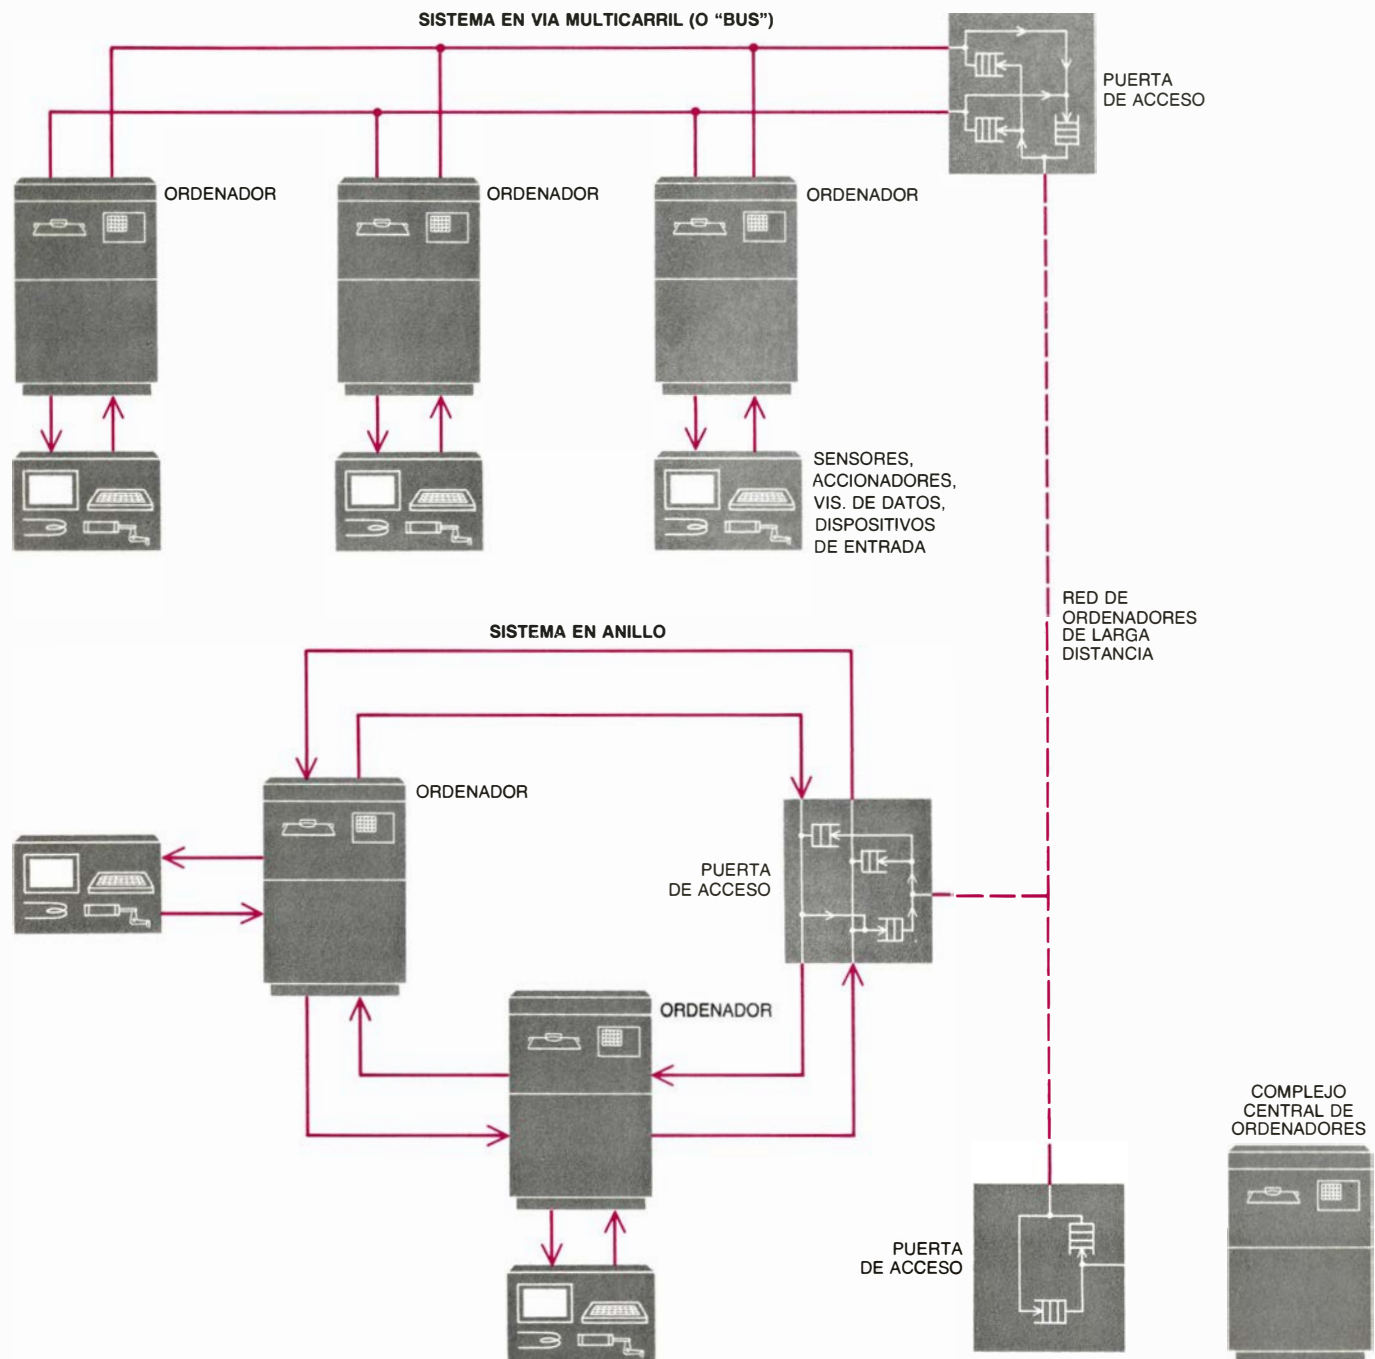 SISTEMA EN VIA MULTICARRIL (O “BUS”)
PUERTA
DE ACCESO
ORDENADOR
ORDENADOR
ORDENADOR
SENSORES,
ACCIONADORES,
VIS. DE DATOS,
DISPOSITIVOS
DE ENTRADA
RED DE
ORDENADORES
DE LARGA
DISTANCIA
SISTEMA EN ANILLO
ORDENADOR
PUERTA
DE ACCESO
ORDENADOR
COMPLEJO
CENTRAL DE
ORDENADORES
PUERTA
DE ACCESO